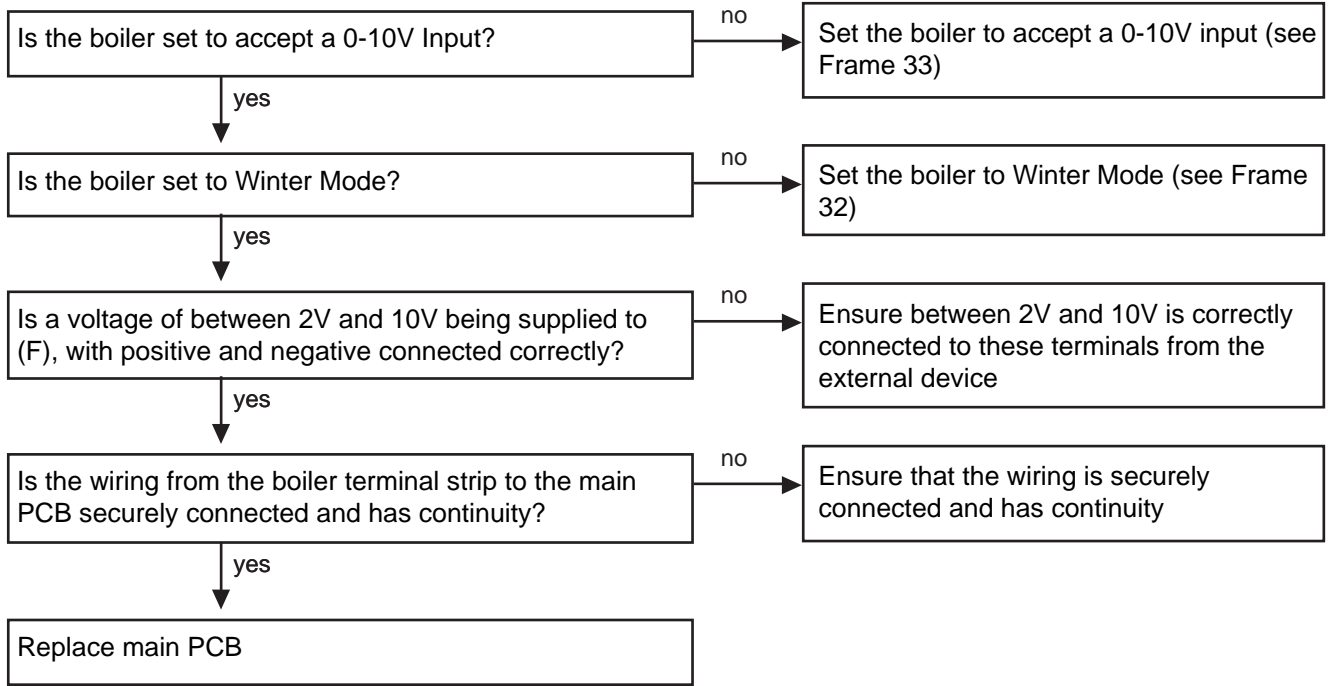 Is the boiler set to accept a 0-10V Input?
no
Set the boiler to accept a 0-10V input (see
Frame 33)
yes
Is the boiler set to Winter Mode?
no
Set the boiler to Winter Mode (see Frame
32)
yes
Is a voltage of between 2V and 10V being supplied to
(F), with positive and negative connected correctly?
no
Ensure between 2V and 10V is correctly
connected to these terminals from the
external device
yes
Is the wiring from the boiler terminal strip to the main
PCB securely connected and has continuity?
no
Ensure that the wiring is securely
connected and has continuity
yes
Replace main PCB